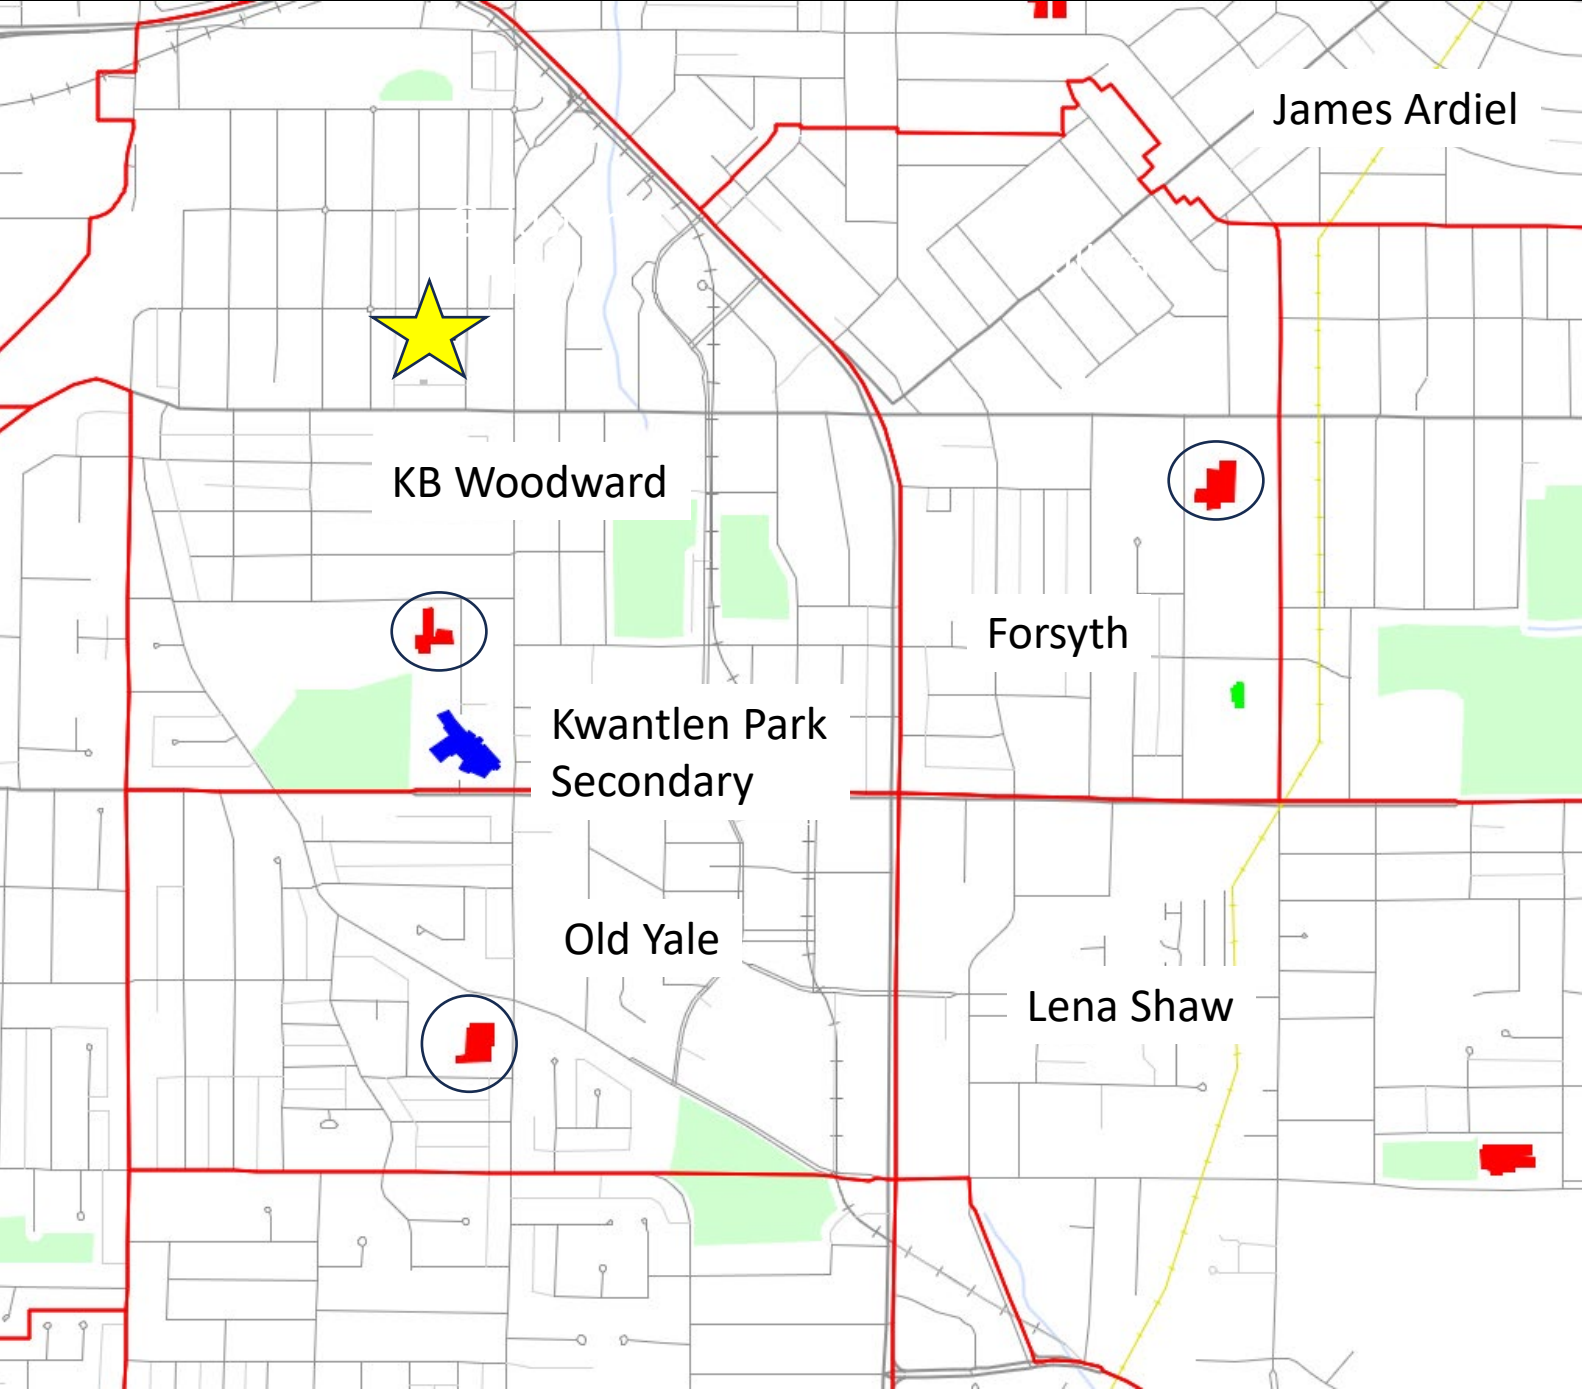 James Ardiel
KB Woodward
Forsyth
Kwantlen Park
Secondary
Old Yale
Lena Shaw